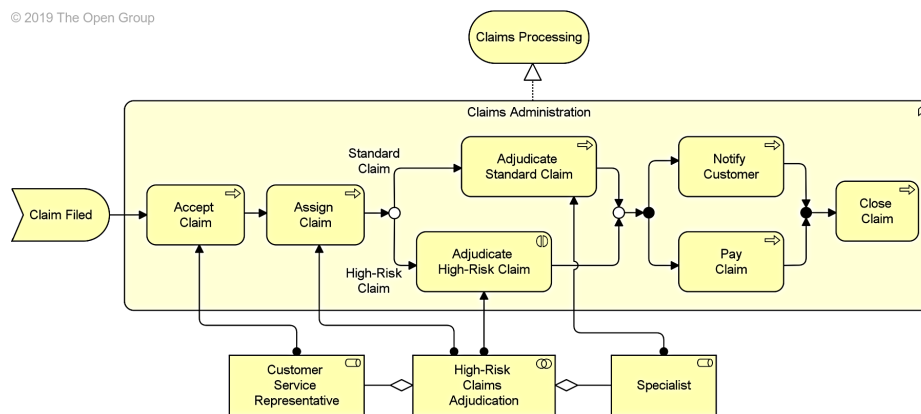 © 2019 The Open Group
Claims Processing
Claims Administration
Claim Filed
Accept
Claim
Assign
Claim
Standard
Claim
High-Risk
Claim
Adjudicate
Standard Claim
Adjudicate
High-Risk Claim
Notify
Customer
Pay
Claim
Close
Claim
Customer
Service
Representative
High-Risk
Claims
Adjudication
Specialist